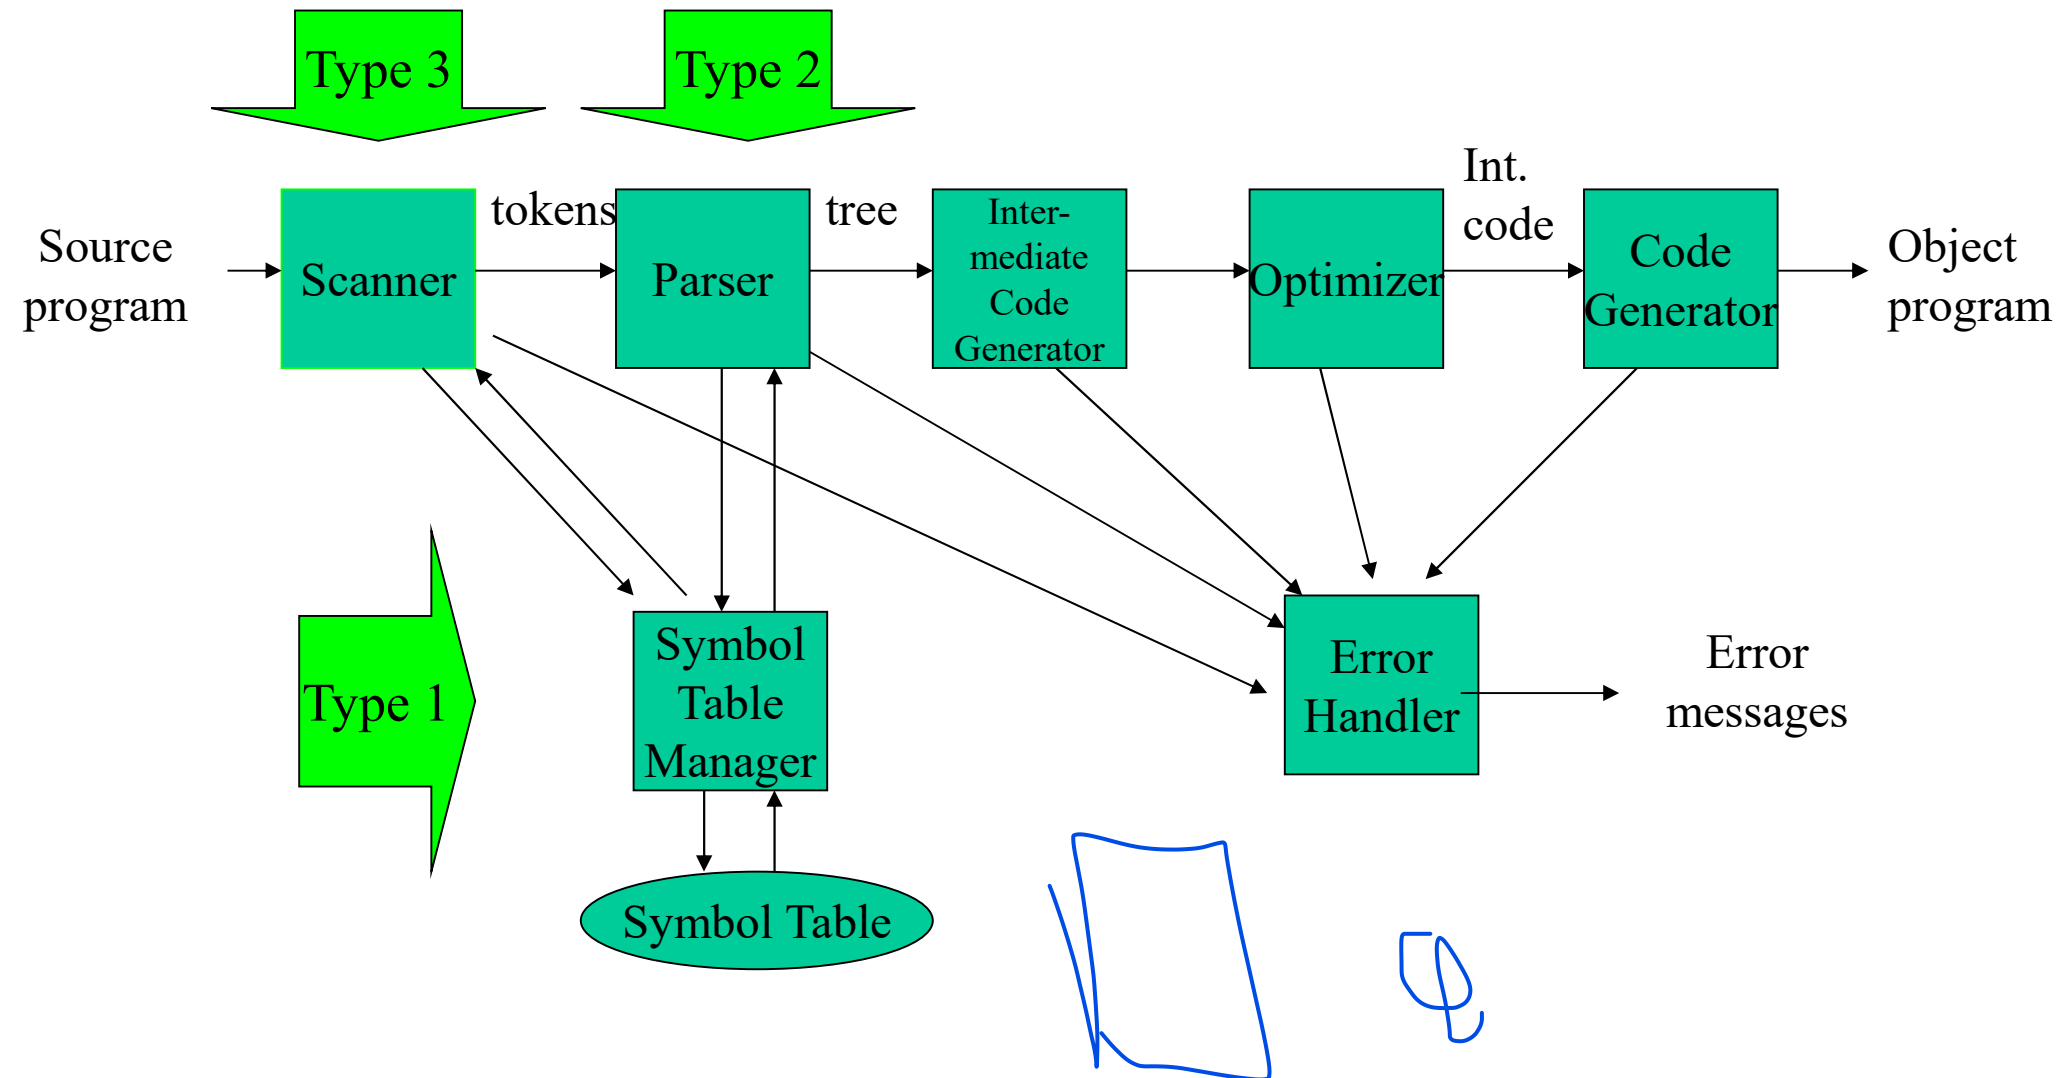 Type 3
Type 2
Source
program
Scanner
tokens
Parser
tree
Inter-
mediate
Code
Generator
Optimizer
Int.
code
Code
Generator
Object
program
Type 1
Symbol
Table
Manager
Error
Handler
Error
messages
Symbol Table